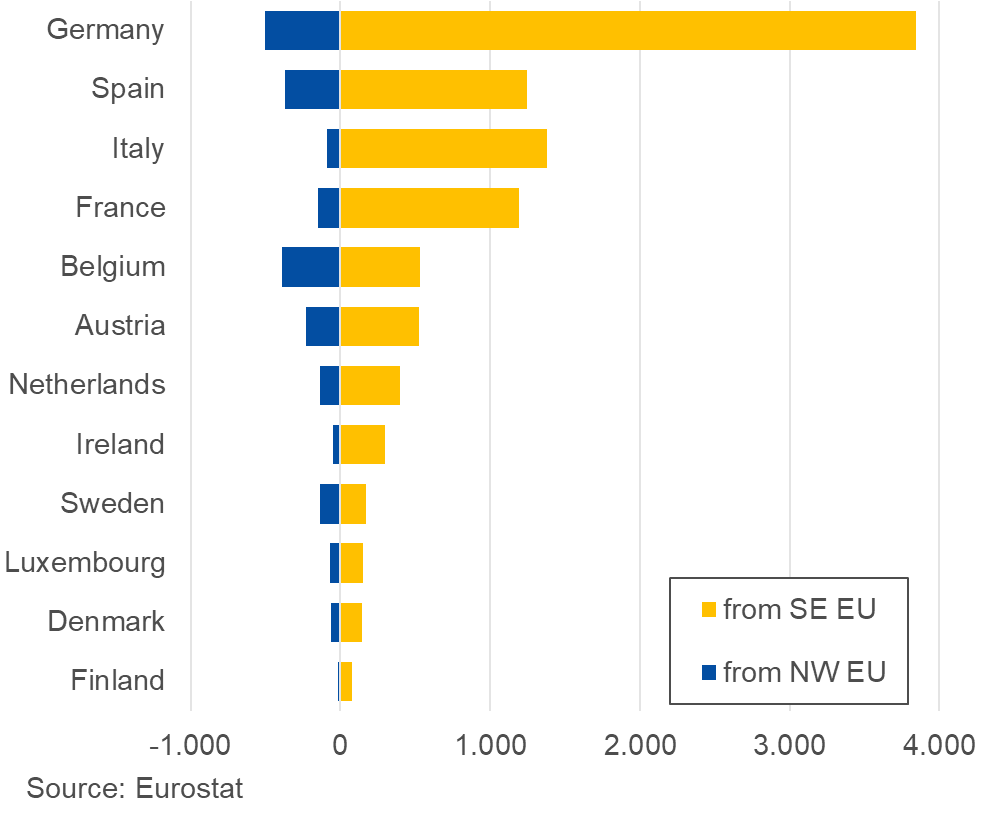 Germany
Spain
Italy
France
Belgium
Austria
Netherlands
Ireland
Sweden
Luxembourg
Denmark
Finland
from SE EU
from NW EU
-1.000 0 1.000 2.000 3.000 4.000
Source: Eurostat